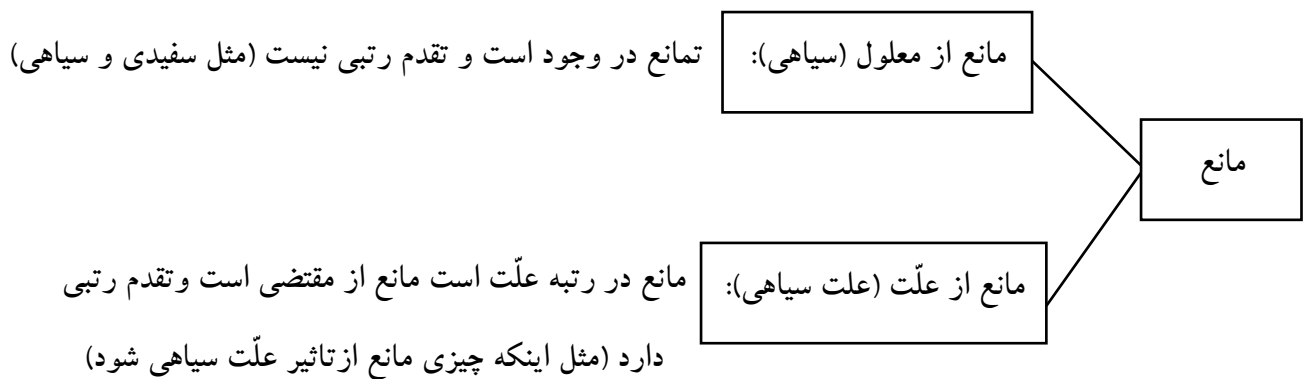 مانع از معلول (سیاهی): تمانع در وجود است و تقدم رتبی نیست (مثل سفیدی و سیاهی)
مانع
مانع از علّت (علت سیاهی): مانع در رتبه علّت است مانع از مقتضی است وتقدم رتبی
دارد (مثل اینکه چیزی مانع ازتاثیر علّت سیاهی شود)